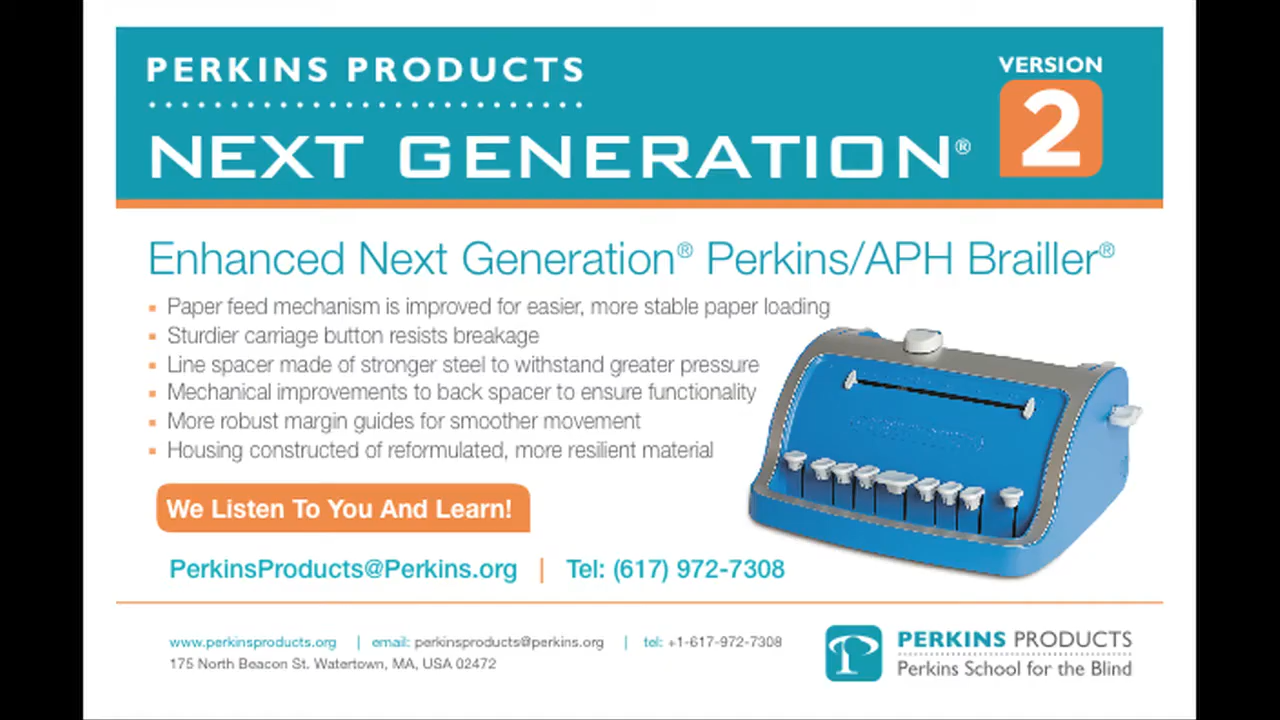 PERKINS PRODUCTS
NEXT GENERATION®
VERSION
2
Enhanced Next Generation® Perkins/APH Brailler®
▪ Paper feed mechanism is improved for easier, more stable paper loading
▪ Sturdier carriage button resists breakage
▪ Line spacer made of stronger steel to withstand greater pressure
▪ Mechanical improvements to back spacer to ensure functionality
▪ More robust margin guides for smoother movement
▪ Housing constructed of reformulated, more resilient material
We Listen To You And Learn!
PerkinsProducts@Perkins.org | Tel: (617) 972-7308
www.perkinsproducts.org | email: perkinsproducts@perkins.org | tel: +1-617-972-7308
175 North Beacon St. Watertown, MA, USA 02472
PERKINS PRODUCTS
Perkins School for the Blind